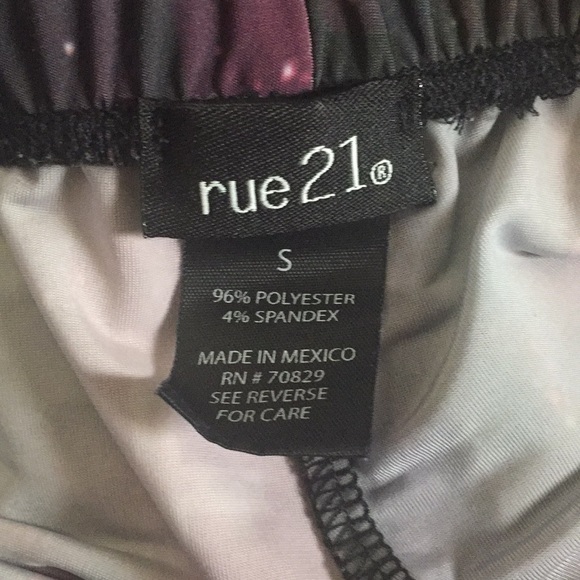 rue21®
S
96% POLYESTER
4% SPANDEX
MADE IN MEXICO
RN # 70829
SEE REVERSE
FOR CARE